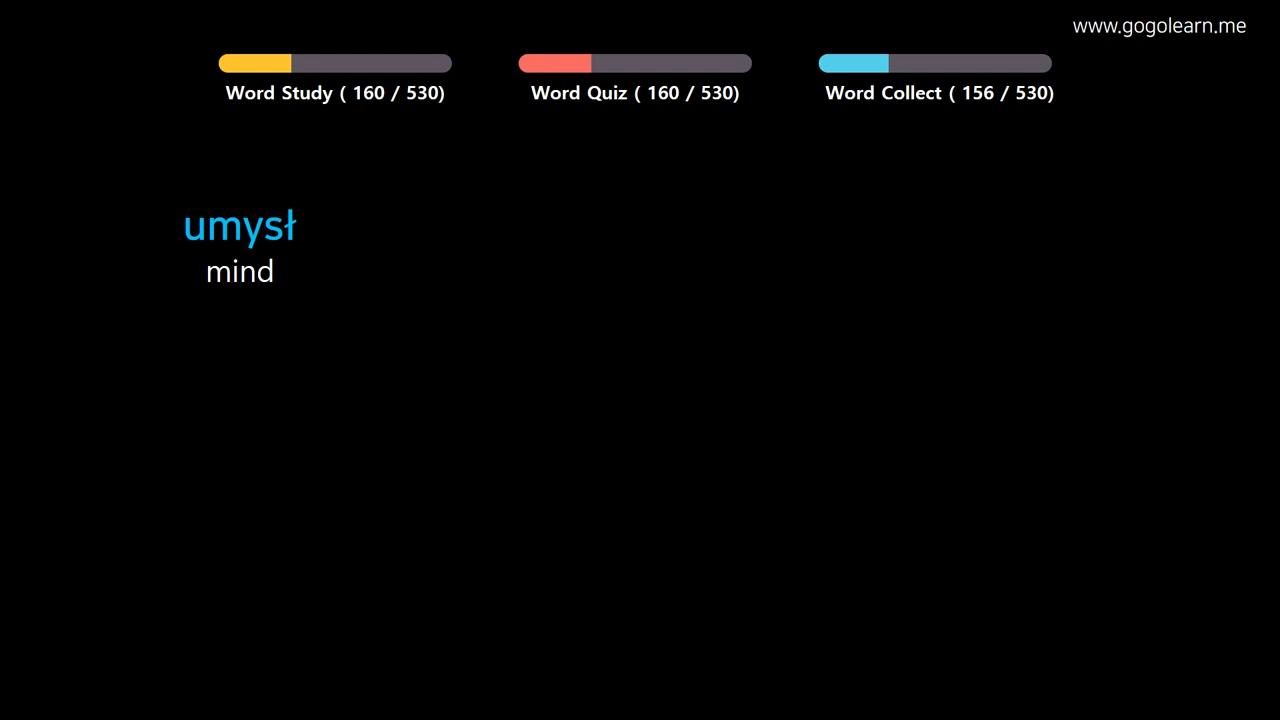 www.gogolearn.me
Word Study ( 160 / 530)
Word Quiz ( 160 / 530)
Word Collect ( 156 / 530)
umysł
mind